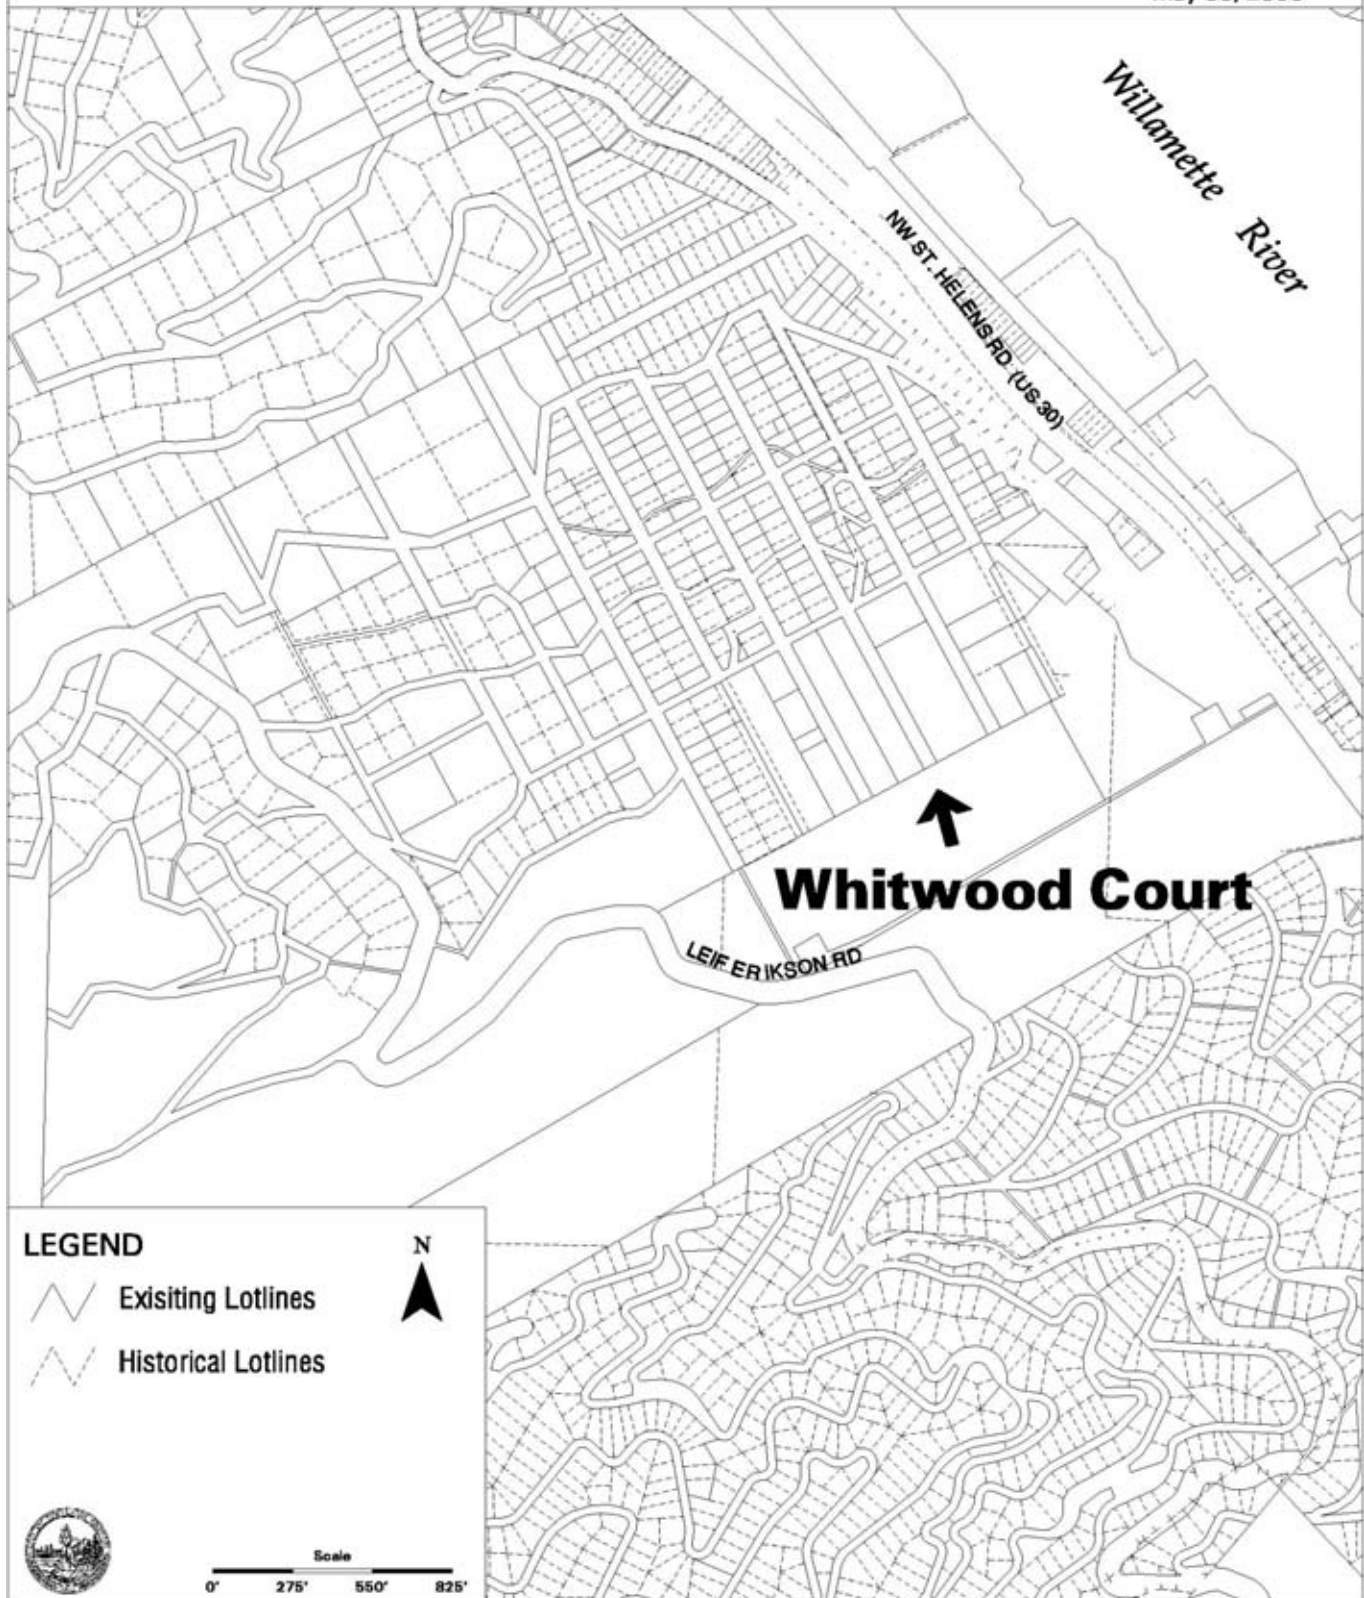 Willamette River
NW ST. HELENS RD. (US 30)
Whitwood Court
LEIF ERIKSON RD
LEGEND
N
Exisiting Lotlines
Historical Lotlines
Scale
0' 275' 550' 825'